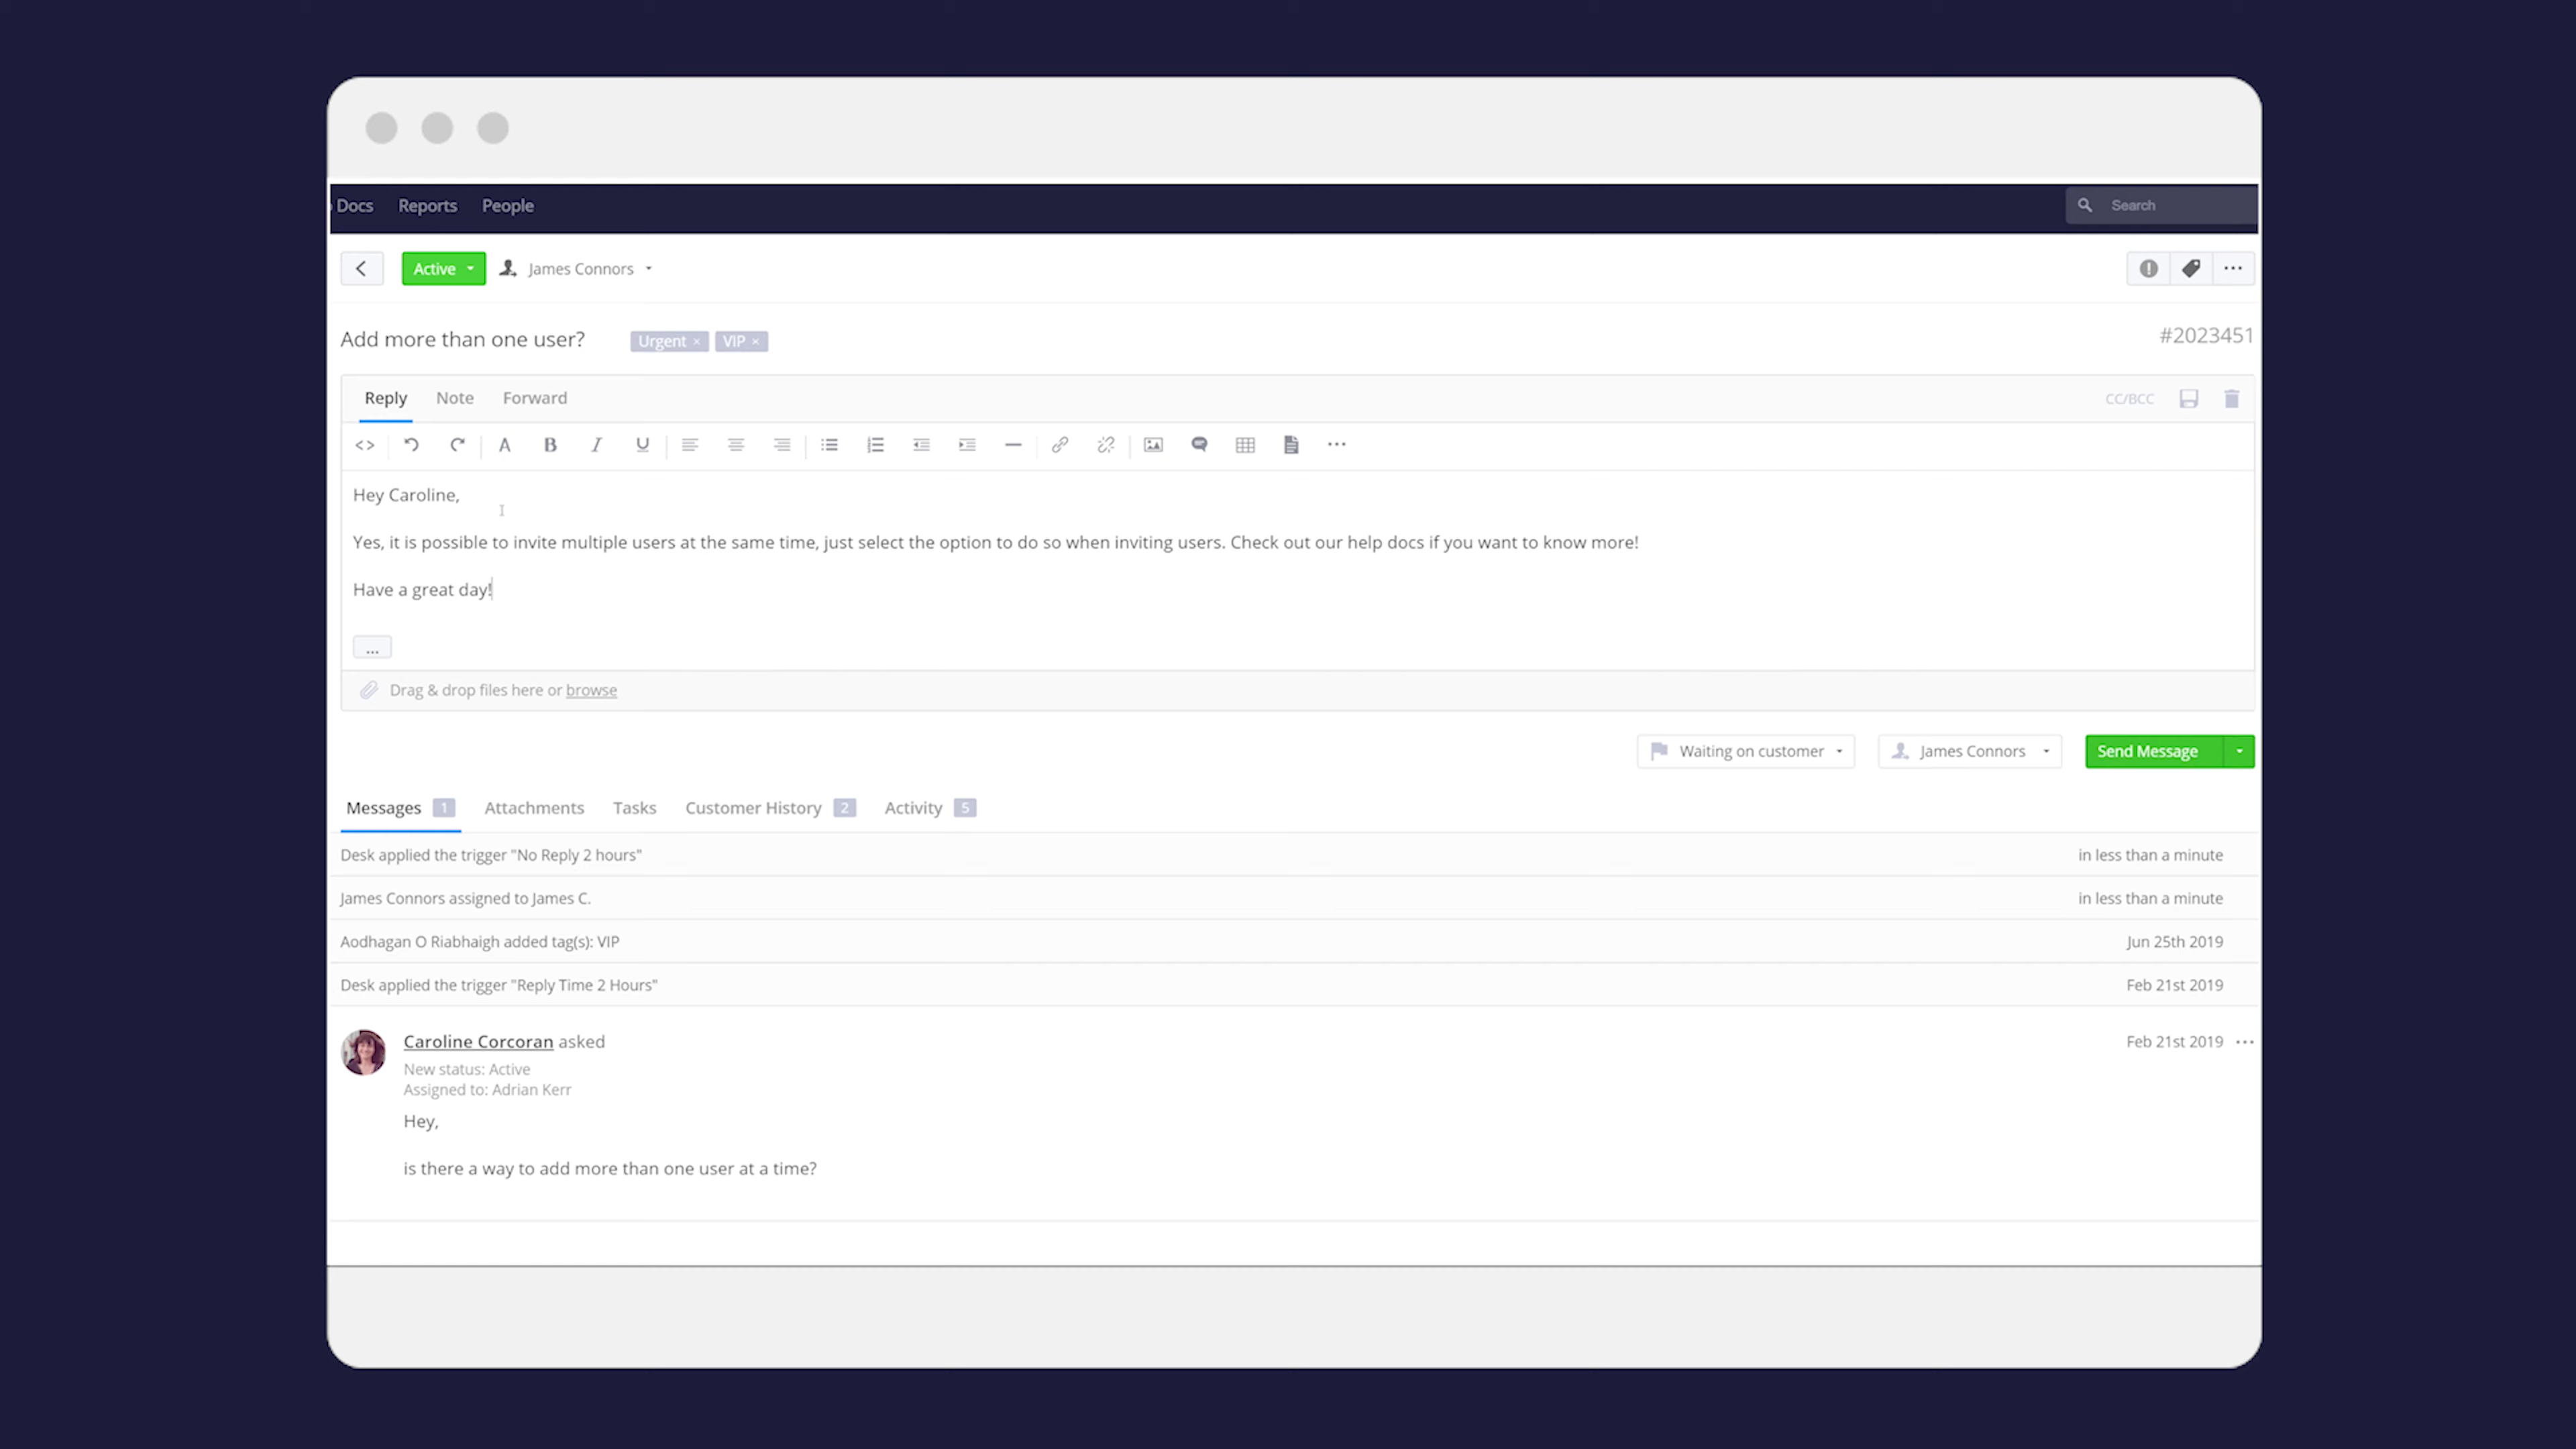 Docs Reports People Search
Active James Connors
Add more than one user? Urgent × VIP × #2023451
Reply Note Forward CC/BCC
Hey Caroline,
Yes, it is possible to invite multiple users at the same time, just select the option to do so when inviting users. Check out our help docs if you want to know more!
Have a great day!
...
Drag & drop files here or browse
Waiting on customer James Connors Send Message
Messages 1 Attachments Tasks Customer History 2 Activity 5
Desk applied the trigger "No Reply 2 hours" in less than a minute
James Connors assigned to James C. in less than a minute
Aodhagan O Riabhaigh added tag(s): VIP Jun 25th 2019
Desk applied the trigger "Reply Time 2 Hours" Feb 21st 2019
Caroline Corcoran asked Feb 21st 2019
New status: Active
Assigned to: Adrian Kerr
Hey,
is there a way to add more than one user at a time?